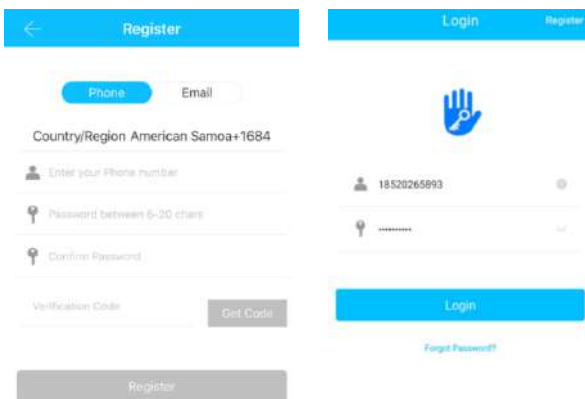 Register
Phone
Email
Country/Region American Samoa+1684
Enter your Phone number
Password between 6-20 chars
Confirm Password
Verification Code
Get Code
Register
Login
Register
18520265893
Login
Forgot Password?